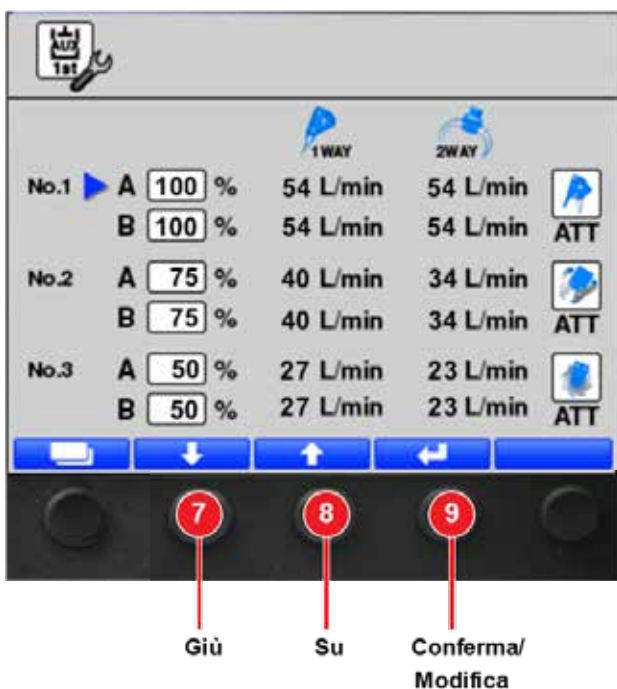 AUX
1st
1WAY 2WAY
No.1 A 100 % 54 L/min 54 L/min
B 100 % 54 L/min 54 L/min ATT
No.2 A 75 % 40 L/min 34 L/min
B 75 % 40 L/min 34 L/min ATT
No.3 A 50 % 27 L/min 23 L/min
B 50 % 27 L/min 23 L/min ATT
7 8 9
Giù Su Conferma/
Modifica